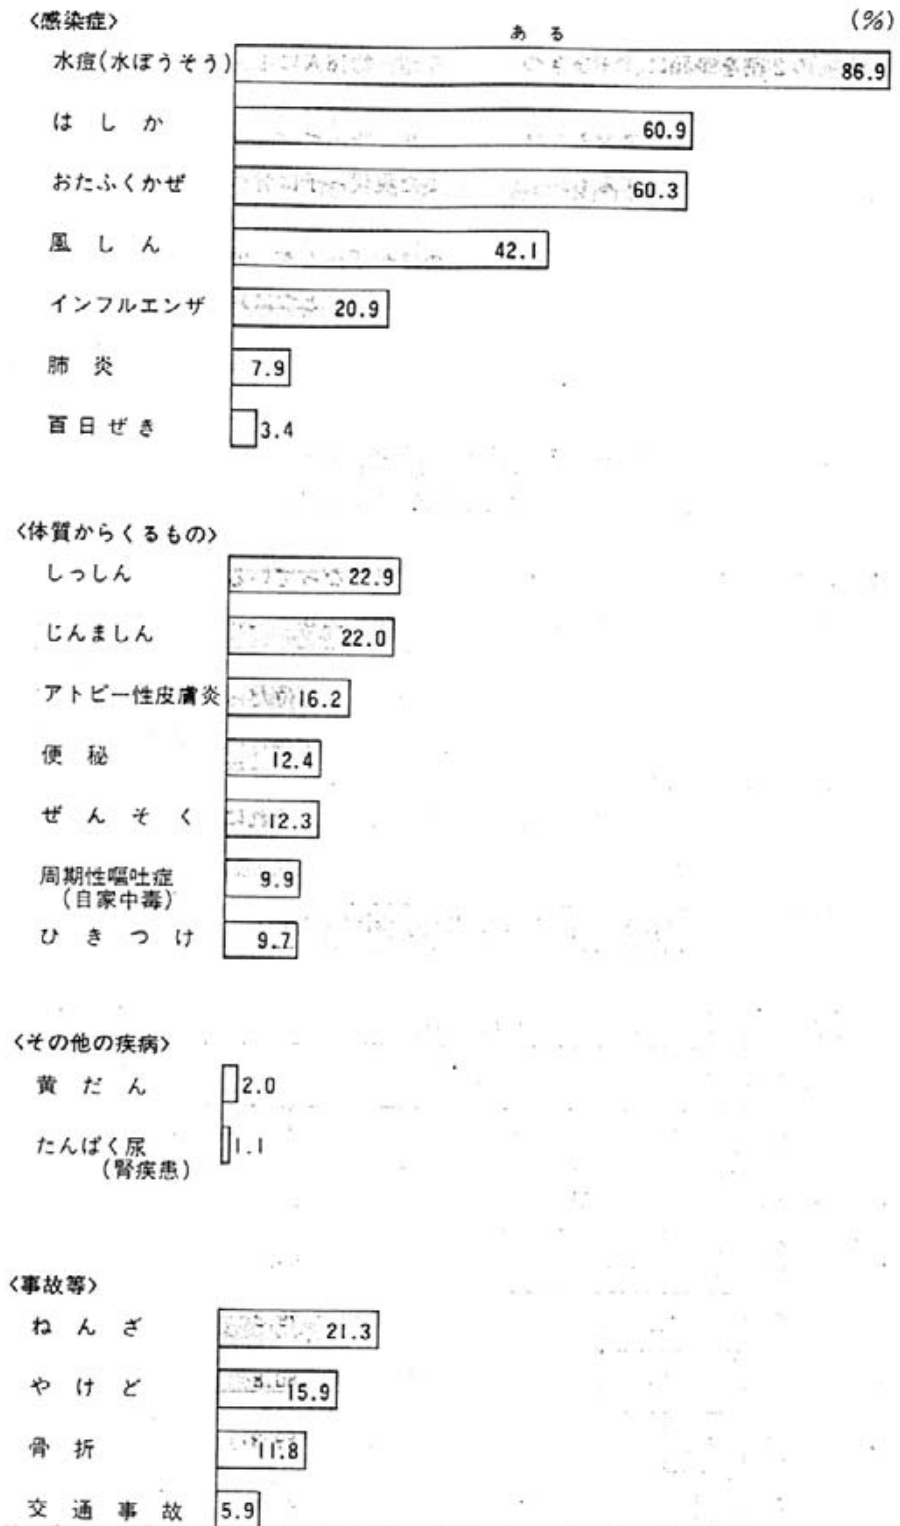 〈感染症〉
ある
(%)
水痘(水ぼうそう) 86.9
はしか 60.9
おたふくかぜ 60.3
風しん 42.1
インフルエンザ 20.9
肺炎 7.9
百日ぜき 3.4
〈体質からくるもの〉
しっしん 22.9
じんましん 22.0
アトピー性皮膚炎 16.2
便秘 12.4
ぜんそく 12.3
周期性嘔吐症 9.9
(自家中毒)
ひきつけ 9.7
〈その他の疾病〉
黄だん 2.0
たんぱく尿 1.1
(腎疾患)
〈事故等〉
ねんざ 21.3
やけど 15.9
骨折 11.8
交通事故 5.9